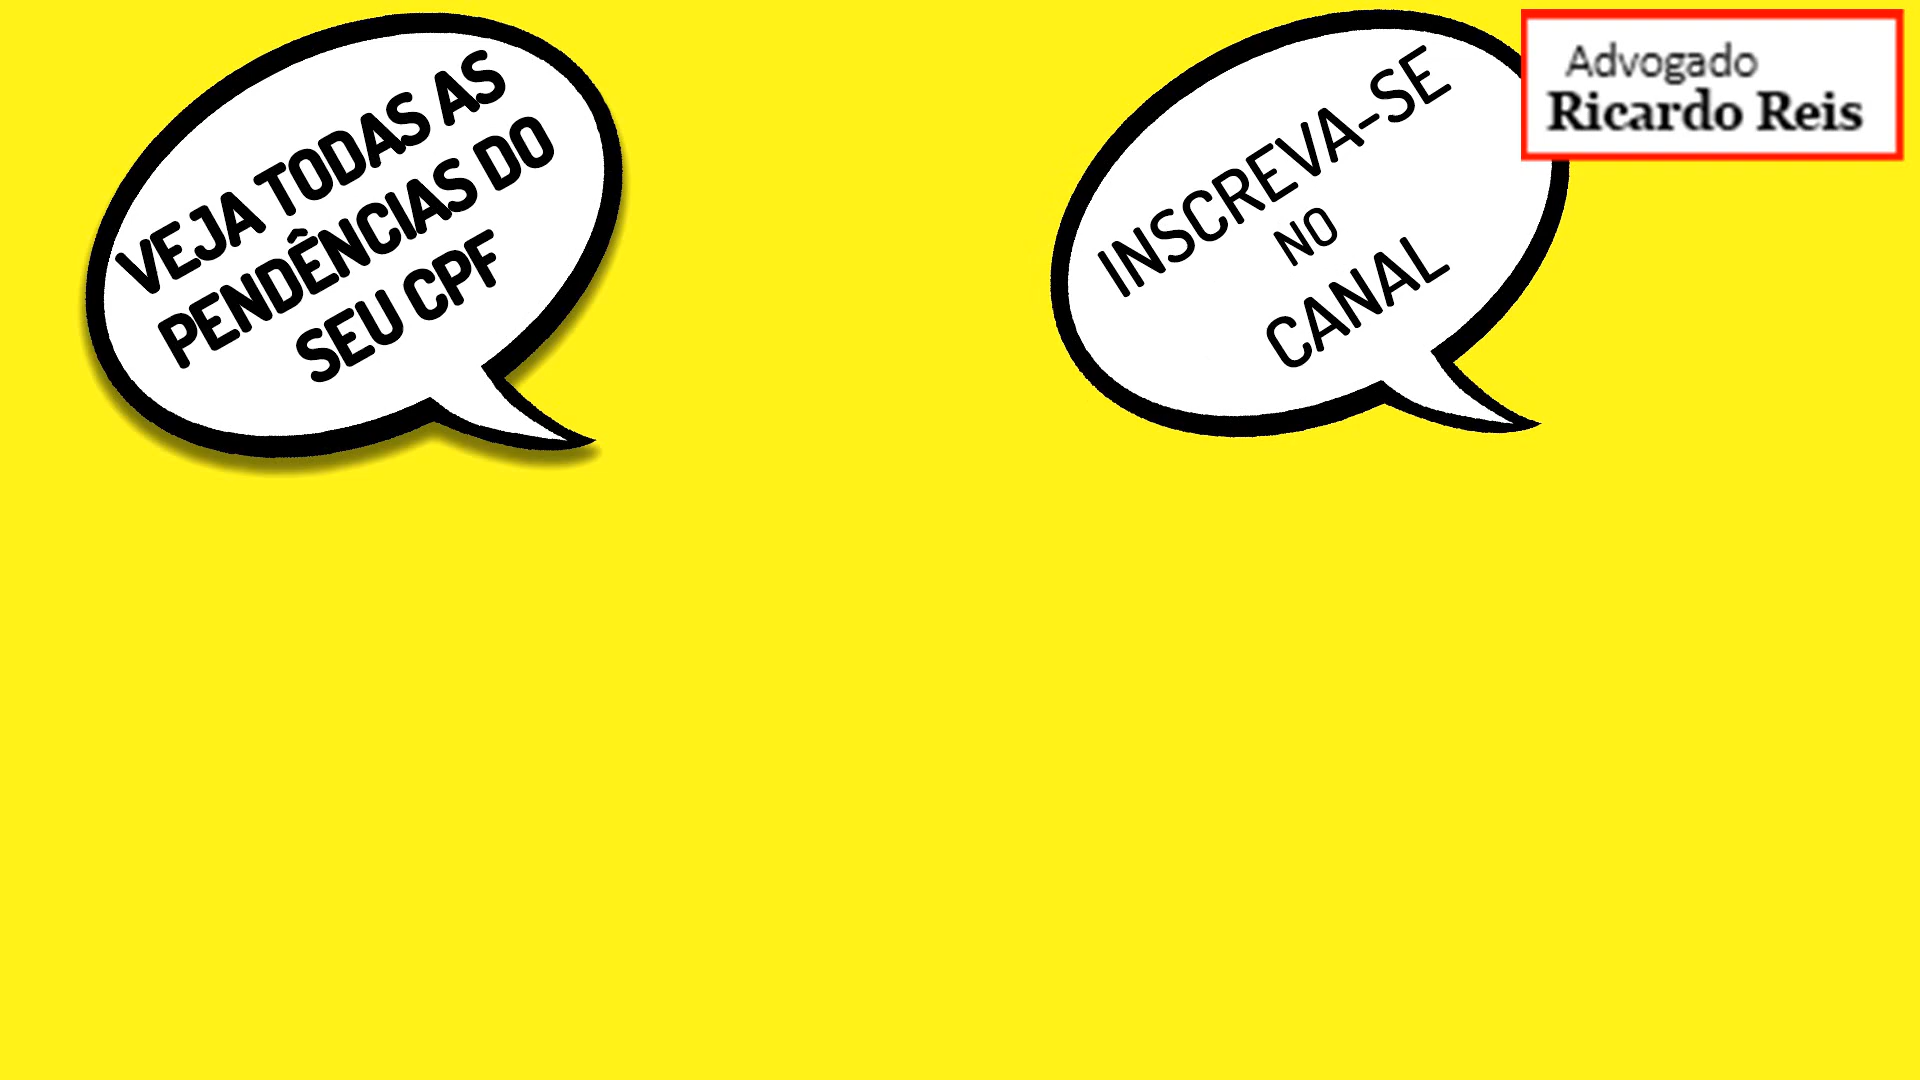 VEJA TODAS AS
PENDÊNCIAS DO
SEU CPF
INSCREVA-SE
NO
CANAL
Advogado
Ricardo Reis